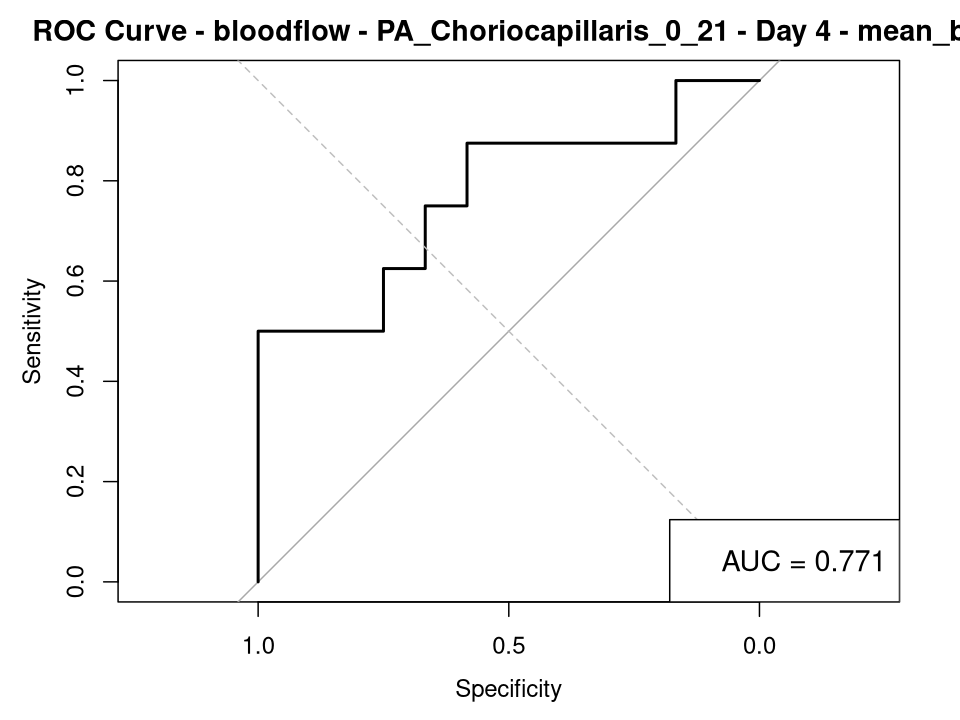 ROC Curve - bloodflow - PA_Choriocapillaris_0_21 - Day 4 - mean_b
1.0
0.8
0.6
0.4
0.2
0.0
Sensitivity
AUC = 0.771
1.0 0.5 0.0
Specificity